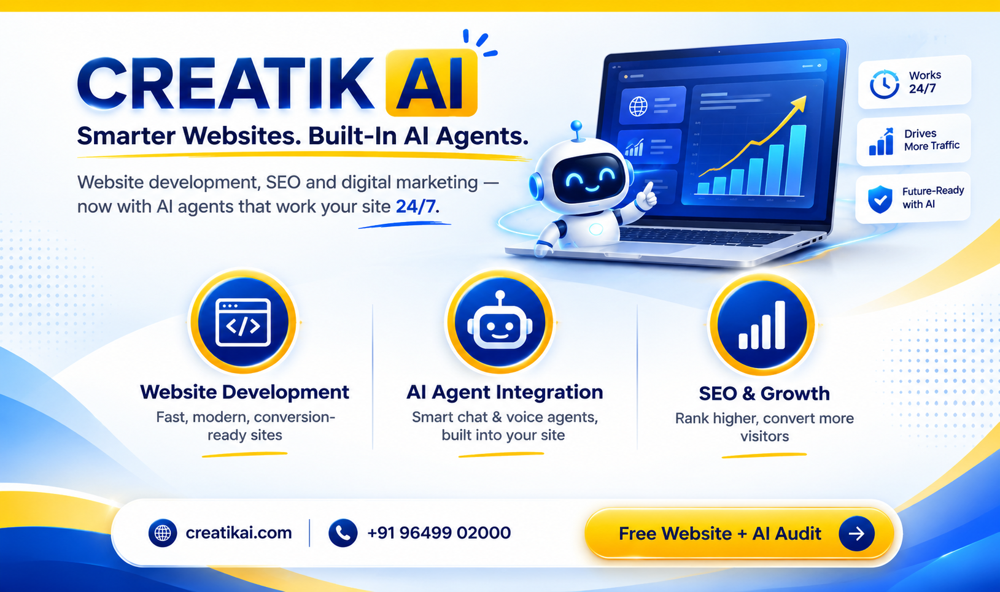 CREATIK AI
Smarter Websites. Built-In AI Agents.
Website development, SEO and digital marketing —
now with AI agents that work your site 24/7.
Works
24/7
Drives
More Traffic
Future-Ready
with AI
Website Development
Fast, modern, conversion-
ready sites
AI Agent Integration
Smart chat & voice agents,
built into your site
SEO & Growth
Rank higher, convert more
visitors
creatikai.com
+91 96499 02000
Free Website + AI Audit